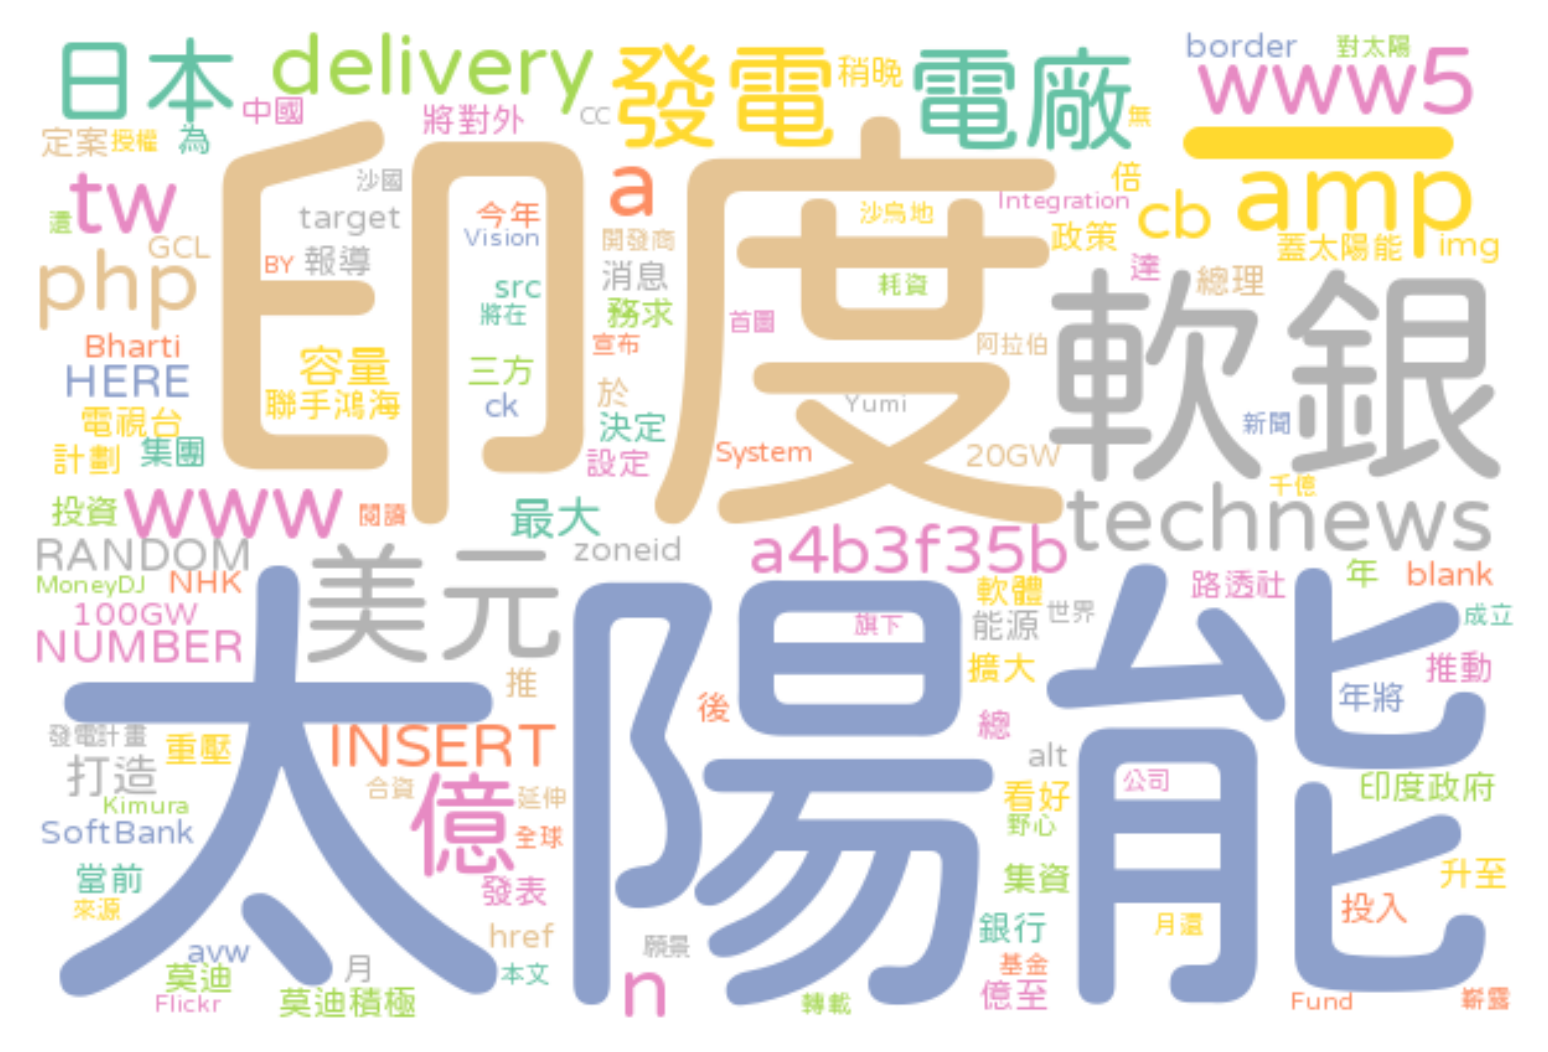 日本
delivery
發電
稍晚
電廠
border
對太陽
www5
中國
將對外
CC
無
定案
授權
為
一
印度
沙國
a
倍
Integration
cb
amp
tw
還
target
今年
沙烏地
GCL
Vision
開發商
政策
蓋太陽能
img
BY
報導
消息
達
總理
php
src
耗資
將在
務求
首圖
軟銀
Bharti
宣布
阿拉伯
HERE
容量
三方
於
聯手鴻海
ck
Yumi
電視台
決定
新聞
計劃
集團
設定
System
20GW
千億
投資
www
閱讀
最大
technews
RANDOM
zoneid
a4b3f35b
MoneyDJ
NHK
美元
太陽能
軟體
路透社
年
blank
100GW
世界
成立
NUMBER
旗下
能源
推
擴大
推動
後
年將
發電計畫
重壓
INSERT
總
打造
alt
合資
億
延伸
看好
公司
印度政府
Kimura
SoftBank
全球
野心
當前
發表
集資
升至
來源
投入
href
銀行
月還
avw
願景
莫迪
月
本文
基金
Flickr
莫迪積極
n
轉載
億至
Fund
嶄露